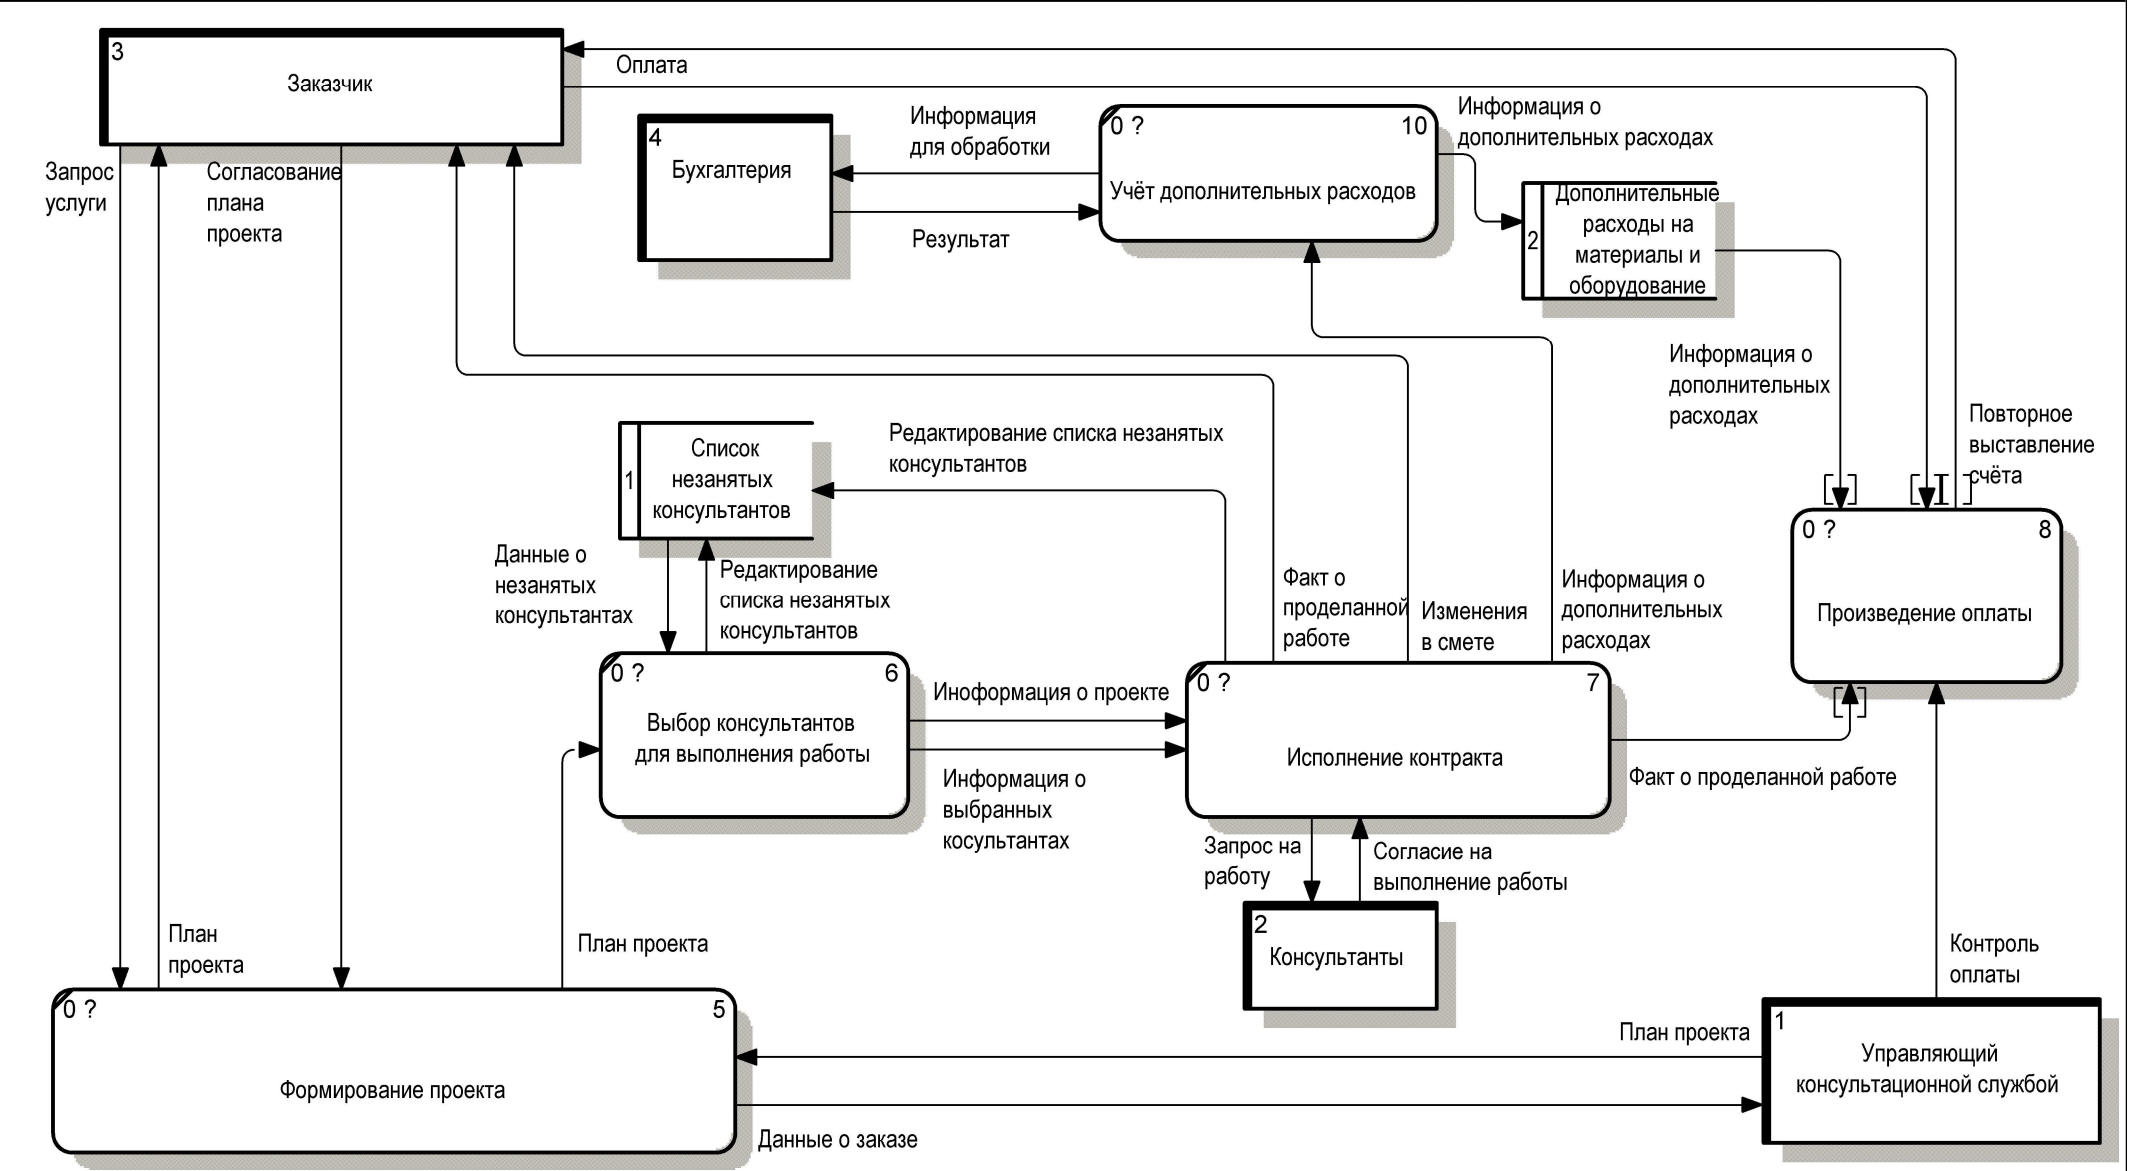 3
Заказчик
Оплата
Запрос
услуги
Согласование
плана
проекта
4
Бухгалтерия
Информация
для обработки
Результат
0 ?
10
Учёт дополнительных расходов
Информация о
дополнительных расходах
2
Дополнительные
расходы на
материалы и
оборудование
Информация о
дополнительных
расходах
Повторное
выставление
счёта
1
Список
незанятых
консультантов
Редактирование списка незанятых
консультантов
Данные о
незанятых
консультантах
Редактирование
списка незанятых
консультантов
Факт о
проделанной
работе
Изменения
в смете
Информация о
дополнительных
расходах
0 ?
8
Произведение оплаты
0 ?
6
Выбор консультантов
для выполнения работы
Иноформация о проекте
Информация о
выбранных
косультантах
0 ?
7
Исполнение контракта
Факт о проделанной работе
Запрос на
работу
Согласие на
выполнение работы
2
Консультанты
План
проекта
План проекта
Контроль
оплаты
0 ?
5
Формирование проекта
План проекта
Данные о заказе
1
Управляющий
консультационной службой